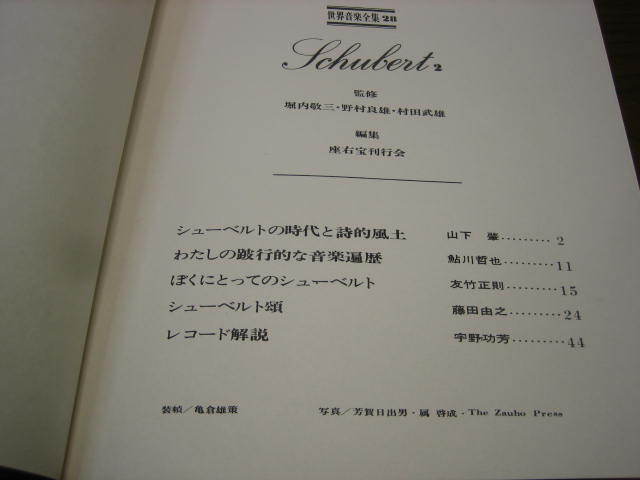 世界音楽全集 28
Schubert 2
監修
堀内敬三・野村良雄・村田武雄
編集
座右宝刊行会
シューベルトの時代と詩的風土 山下 肇………2
わたしの跛行的な音楽遍歴 鮎川哲也………11
ぼくにとってのシューベルト 友竹正則………15
シューベルト頌 藤田由之………24
レコード解説 宇野功芳………44
装幀/亀倉雄策 写真/芳賀日出男・属 啓成・The Zauho Press